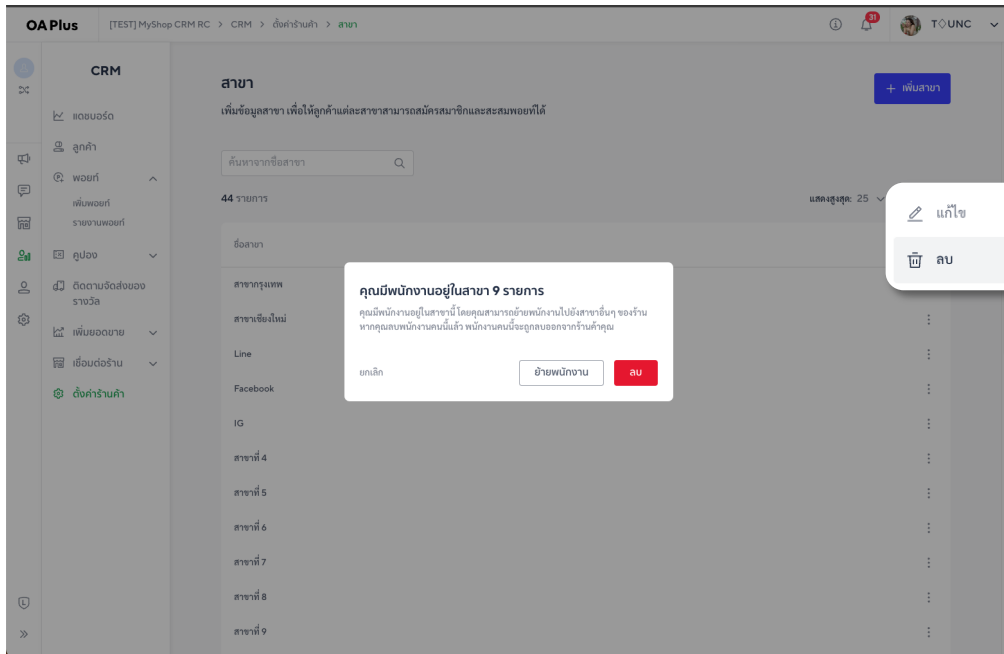 OA Plus
[TEST] MyShop CRM RC > CRM > ตั้งค่าร้านค้า > สาขา
31
T◇UNC
CRM
แดชบอร์ด
ลูกค้า
พอยท์
เพิ่มพอยท์
รายงานพอยท์
คูปอง
ติดตามจัดส่งของ
รางวัล
เพิ่มยอดขาย
เชื่อมต่อร้าน
ตั้งค่าร้านค้า
สาขา
เพิ่มข้อมูลสาขา เพื่อให้ลูกค้าแต่ละสาขาสามารถสมัครสมาชิกและสะสมพอยท์ได้
+ เพิ่มสาขา
ค้นหาจากชื่อสาขา
44 รายการ
แสดงสูงสุด: 25
แก้ไข
ลบ
ชื่อสาขา
สาขากรุงเทพ
สาขาเชียงใหม่
Line
Facebook
IG
สาขาที่ 4
สาขาที่ 5
สาขาที่ 6
สาขาที่ 7
สาขาที่ 8
สาขาที่ 9
คุณมีพนักงานอยู่ในสาขา 9 รายการ
คุณมีพนักงานอยู่ในสาขานี้ โดยคุณสามารถย้ายพนักงานไปยังสาขาอื่นๆ ของร้าน
หากคุณลบพนักงานคนนี้แล้ว พนักงานคนนี้จะถูกลบออกจากร้านค้าคุณ
ยกเลิก
ย้ายพนักงาน
ลบ